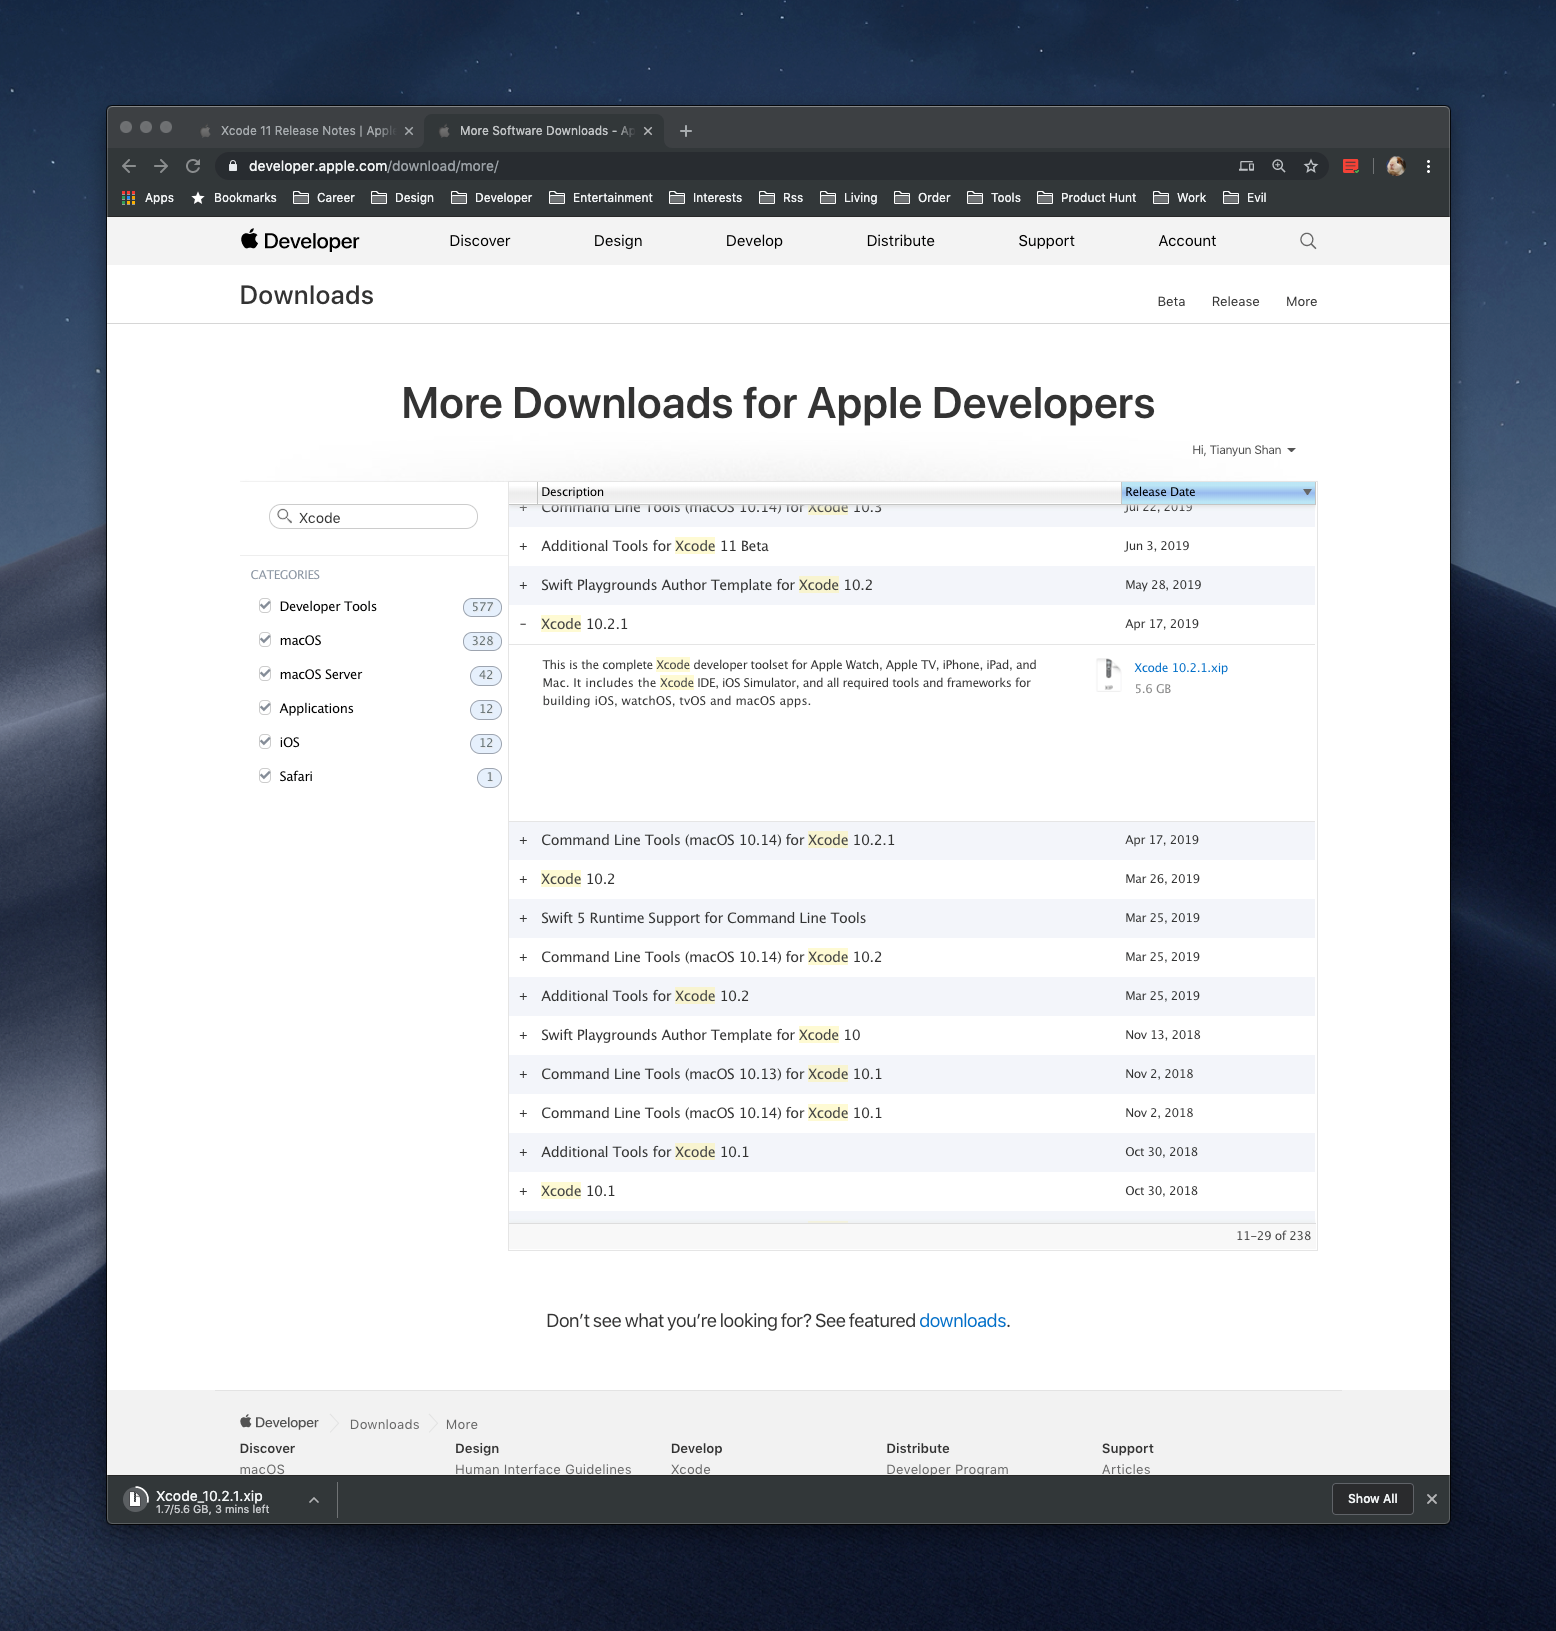 Xcode 11 Release Notes | Apple
More Software Downloads - Ap
developer.apple.com/download/more/
Apps Bookmarks Career Design Developer Entertainment Interests Rss Living Order Tools Product Hunt Work Evil
Developer Discover Design Develop Distribute Support Account
Downloads Beta Release More
More Downloads for Apple Developers
Hi, Tianyun Shan
Description Release Date
Xcode
CATEGORIES
Developer Tools 577
macOS 328
macOS Server 42
Applications 12
iOS 12
Safari 1
+ Command Line Tools (macOS 10.14) for Xcode 10.3 Jul 22, 2019
+ Additional Tools for Xcode 11 Beta Jun 3, 2019
+ Swift Playgrounds Author Template for Xcode 10.2 May 28, 2019
– Xcode 10.2.1 Apr 17, 2019
This is the complete Xcode developer toolset for Apple Watch, Apple TV, iPhone, iPad, and
Mac. It includes the Xcode IDE, iOS Simulator, and all required tools and frameworks for
building iOS, watchOS, tvOS and macOS apps.
XIP
Xcode 10.2.1.xip
5.6 GB
+ Command Line Tools (macOS 10.14) for Xcode 10.2.1 Apr 17, 2019
+ Xcode 10.2 Mar 26, 2019
+ Swift 5 Runtime Support for Command Line Tools Mar 25, 2019
+ Command Line Tools (macOS 10.14) for Xcode 10.2 Mar 25, 2019
+ Additional Tools for Xcode 10.2 Mar 25, 2019
+ Swift Playgrounds Author Template for Xcode 10 Nov 13, 2018
+ Command Line Tools (macOS 10.13) for Xcode 10.1 Nov 2, 2018
+ Command Line Tools (macOS 10.14) for Xcode 10.1 Nov 2, 2018
+ Additional Tools for Xcode 10.1 Oct 30, 2018
+ Xcode 10.1 Oct 30, 2018
11–29 of 238
Don't see what you're looking for? See featured downloads.
Developer Downloads More
Discover Design Develop Distribute Support
macOS Human Interface Guidelines Xcode Developer Program Articles
Xcode_10.2.1.xip
1.7/5.6 GB, 3 mins left
Show All